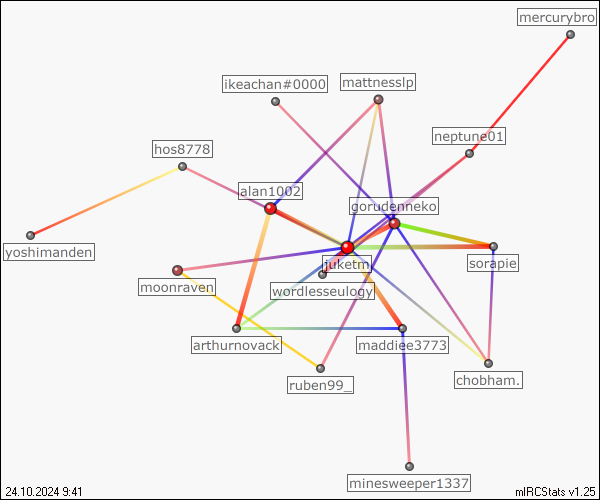 mercurybro
ikeachan#0000
mattnesslp
neptune01
hos8778
alan1002
gorudenneko
yoshimanden
juketm
sorapie
moonraven
wordlesseulogy
arthurnovack
maddiee3773
ruben99_
chobham.
minesweeper1337
24.10.2024 9:41
mIRCStats v1.25